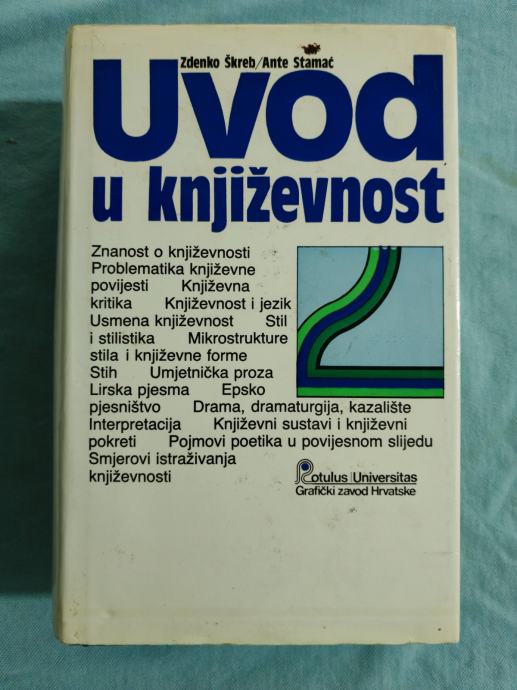 Zdenko Škreb/Ante Stamać
Uvod
u književnost
Znanost o književnosti
Problematika književne
povijesti Književna
kritika Književnost i jezik
Usmena književnost Stil
i stilistika Mikrostrukture
stila i književne forme
Stih Umjetnička proza
Lirska pjesma Epsko
pjesništvo Drama, dramaturgija, kazalište
Interpretacija Književni sustavi i književni
pokreti Pojmovi poetika u povijesnom slijedu
Smjerovi istraživanja
književnosti
Rotulus Universitas
Grafički zavod Hrvatske